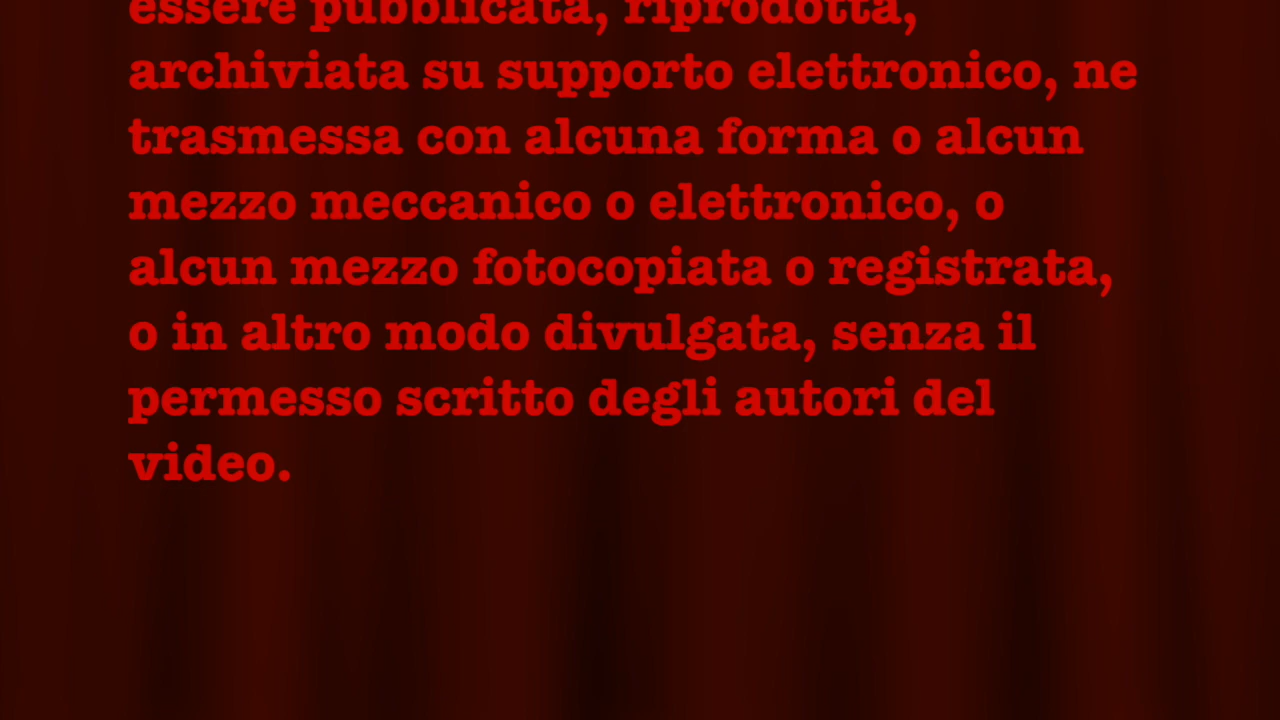 essere pubblicata, riprodotta,
archiviata su supporto elettronico, ne
trasmessa con alcuna forma o alcun
mezzo meccanico o elettronico, o
alcun mezzo fotocopiata o registrata,
o in altro modo divulgata, senza il
permesso scritto degli autori del
video.